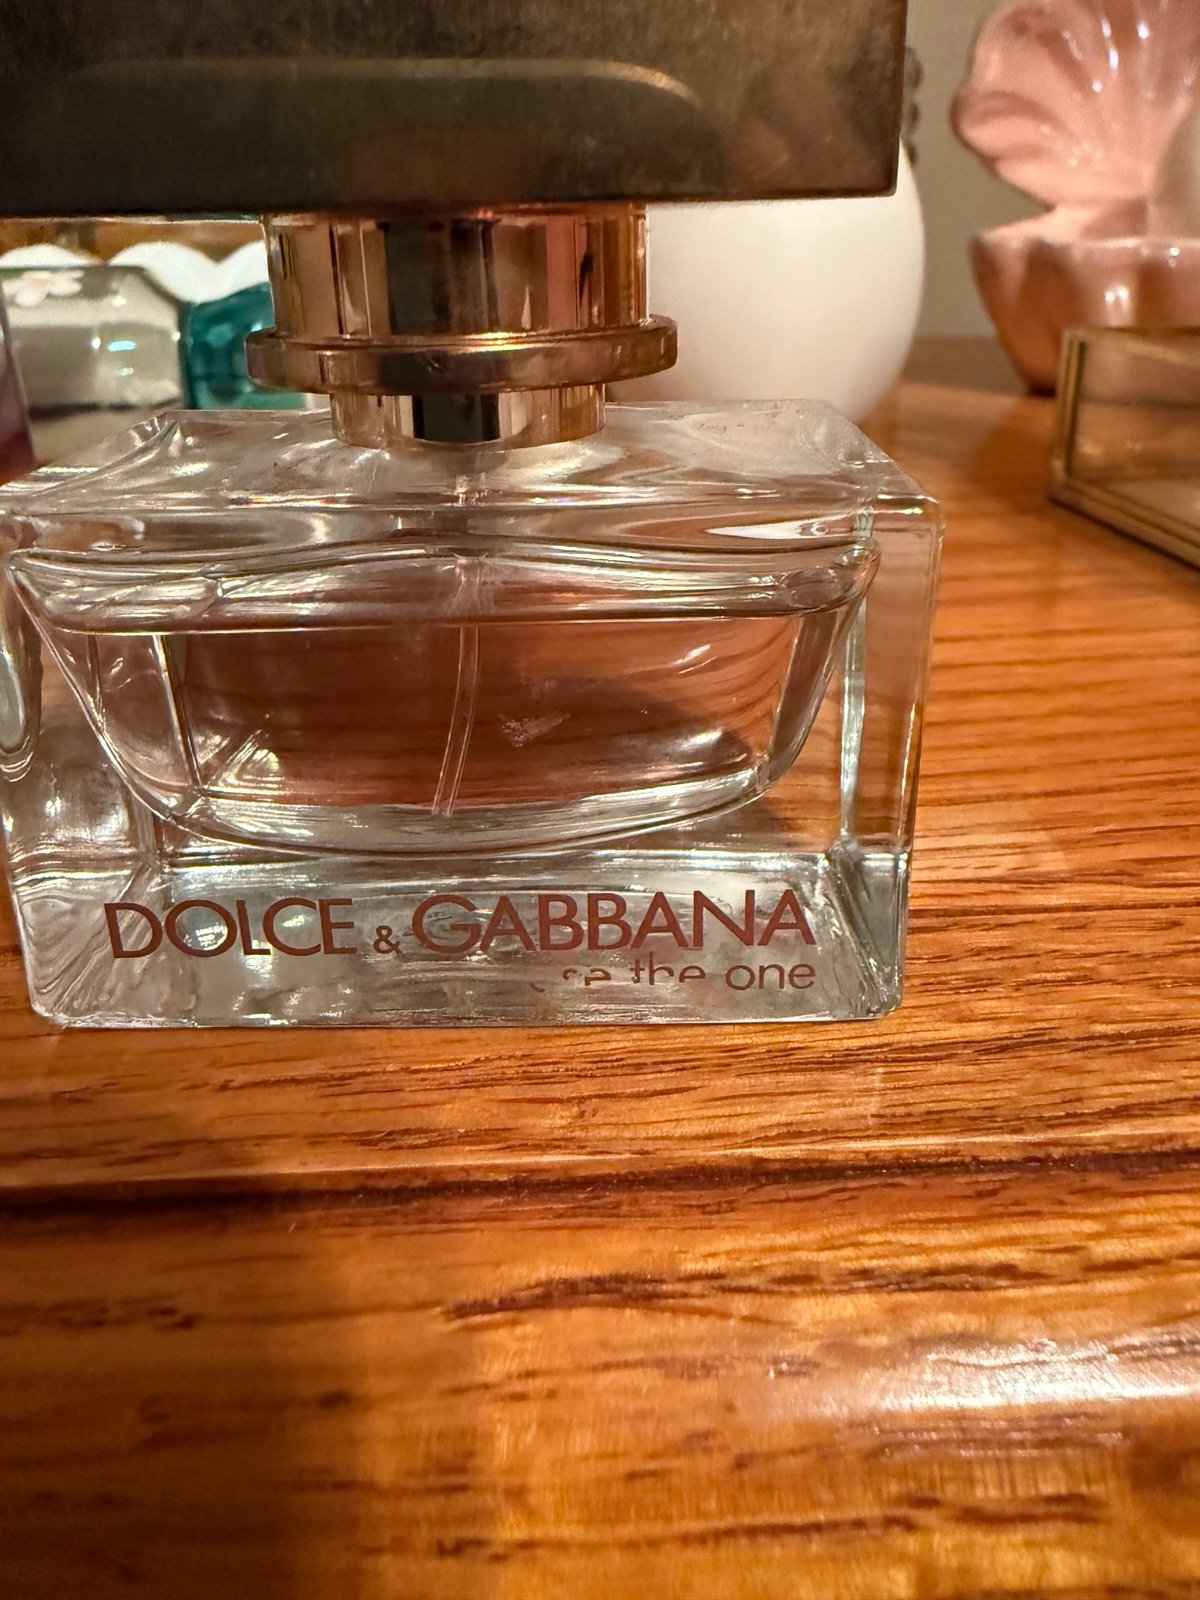 DOLCE & GABBANA
the one